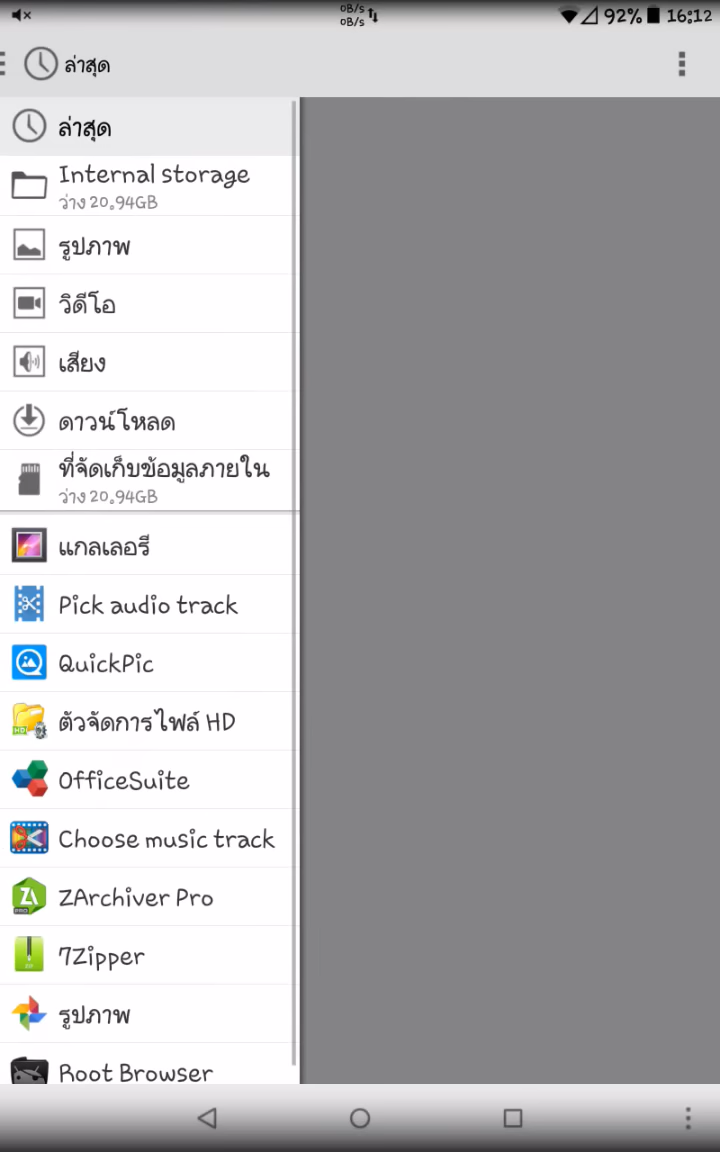 0B/s
0B/s
92%
16:12
ล่าสุด
ล่าสุด
Internal storage
ว่าง 20.94GB
รูปภาพ
วิดีโอ
เสียง
ดาวน์โหลด
ที่จัดเก็บข้อมูลภายใน
ว่าง 20.94GB
แกลเลอรี
Pick audio track
QuickPic
HD
ตัวจัดการไฟล์ HD
OfficeSuite
Choose music track
ZA
PRO
ZArchiver Pro
ZIP
7Zipper
รูปภาพ
Root Browser